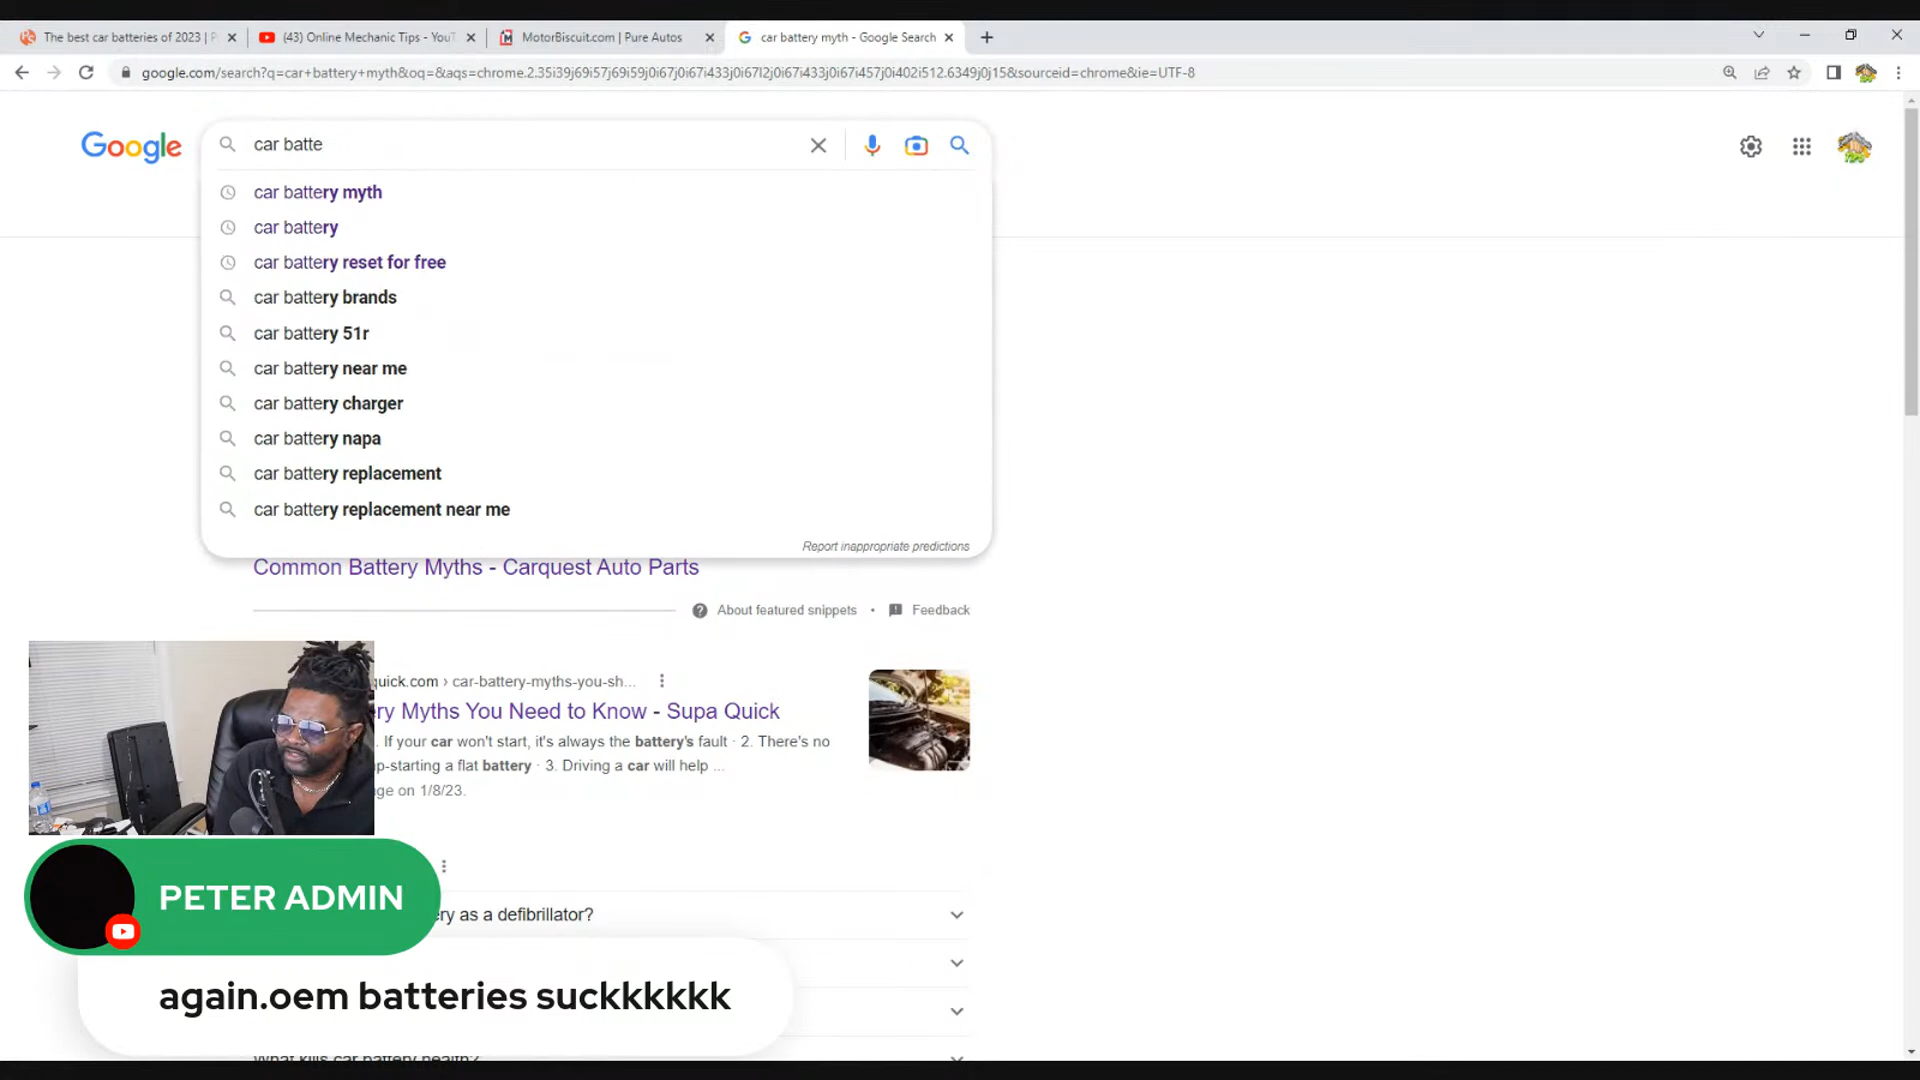 The best car batteries of 2023 | P
(43) Online Mechanic Tips - YouT
MotorBiscuit.com | Pure Autos
car battery myth - Google Search
google.com/search?q=car+battery+myth&oq=&aqs=chrome.2.35i39j69i57j69i59j0i67j0i67i433j0i67l2j0i67i433j0i67i457j0i402i512.6349j0j15&sourceid=chrome&ie=UTF-8
Google
car batte
car battery myth
car battery
car battery reset for free
car battery brands
car battery 51r
car battery near me
car battery charger
car battery napa
car battery replacement
car battery replacement near me
Report inappropriate predictions
Common Battery Myths - Carquest Auto Parts
About featured snippets • Feedback
quick.com › car-battery-myths-you-sh...
ry Myths You Need to Know - Supa Quick
. If your car won't start, it's always the battery's fault · 2. There's no
p-starting a flat battery · 3. Driving a car will help ...
ge on 1/8/23.
PETER ADMIN
ery as a defibrillator?
again.oem batteries suckkkkkk
What kills car battery health?